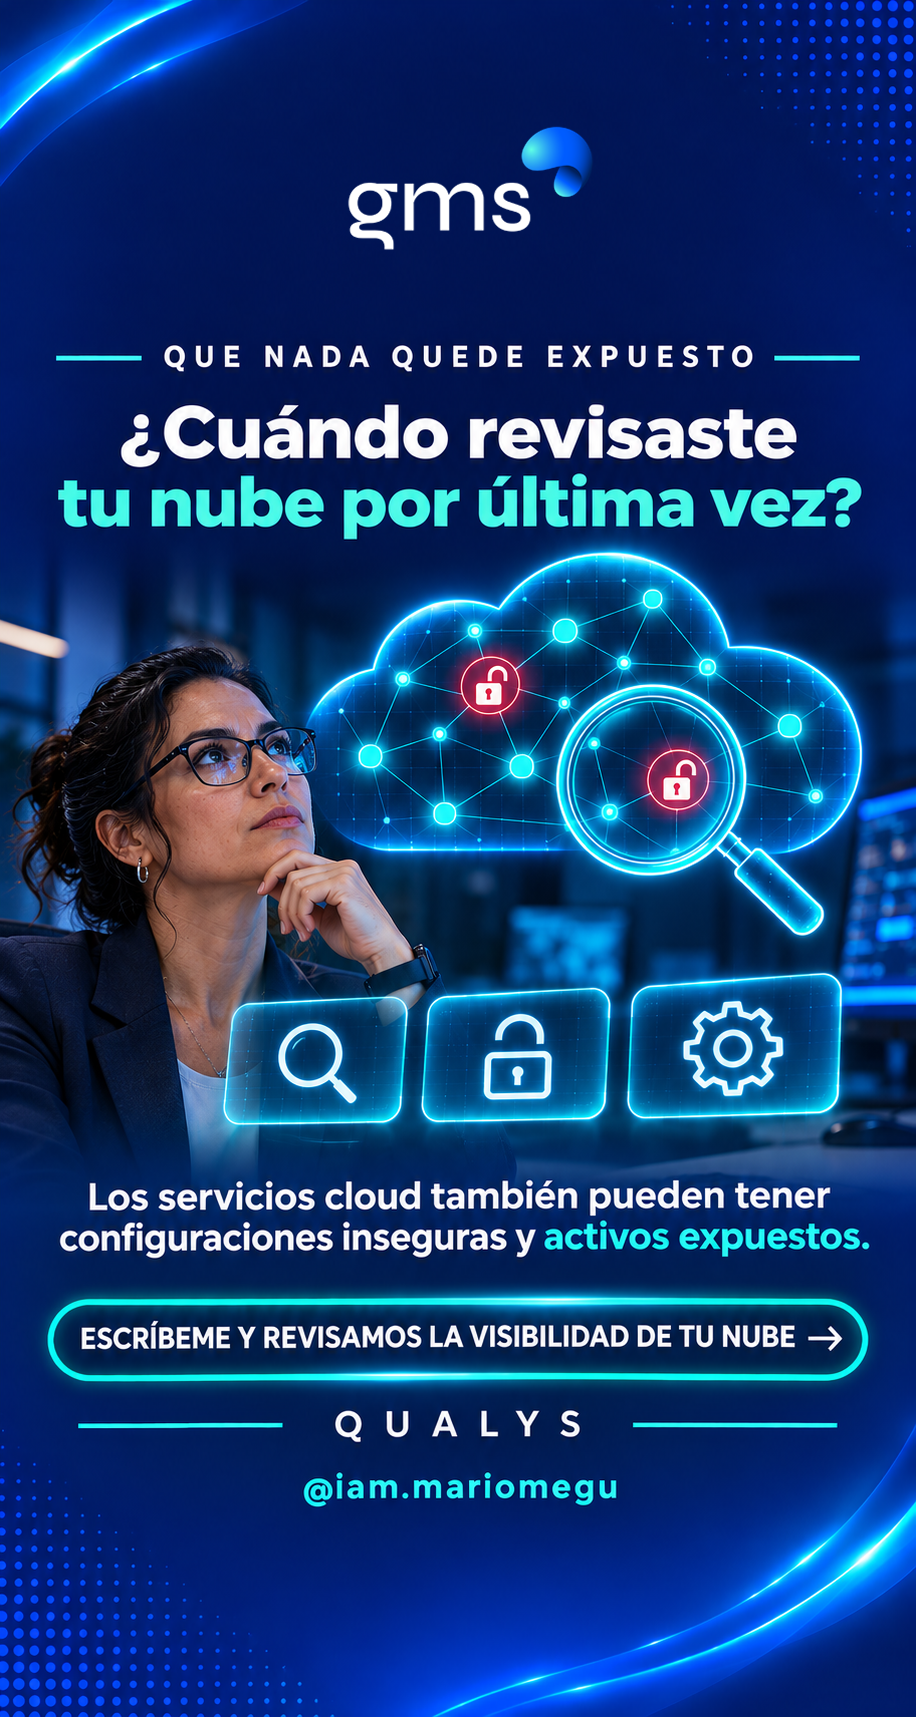 gms
QUE NADA QUEDE EXPUESTO
¿Cuándo revisaste
tu nube por última vez?
Los servicios cloud también pueden tener
configuraciones inseguras y activos expuestos.
ESCRÍBEME Y REVISAMOS LA VISIBILIDAD DE TU NUBE →
QUALYS
@iam.mariomegu